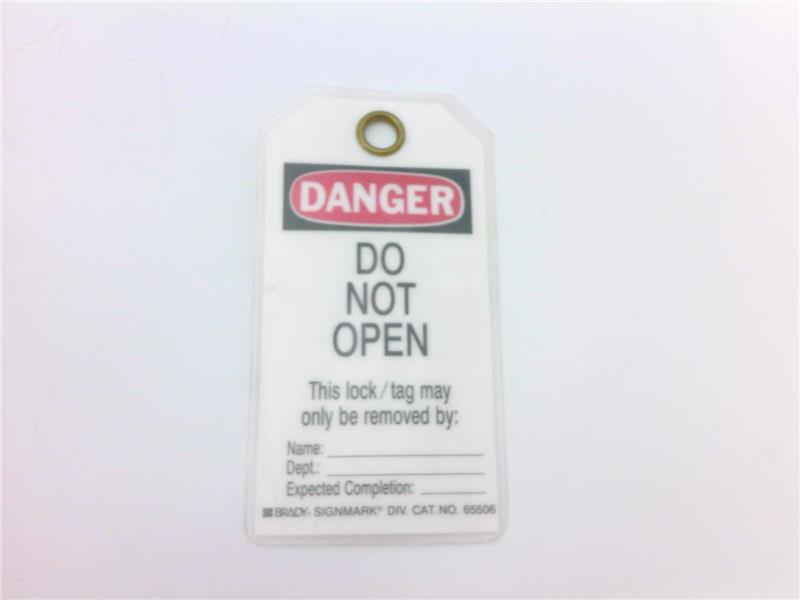 DANGER
DO
NOT
OPEN
This lock/tag may
only be removed by:
Name:
Dept.:
Expected Completion:
BRADY. SIGNMARK® DIV. CAT. NO. 65506